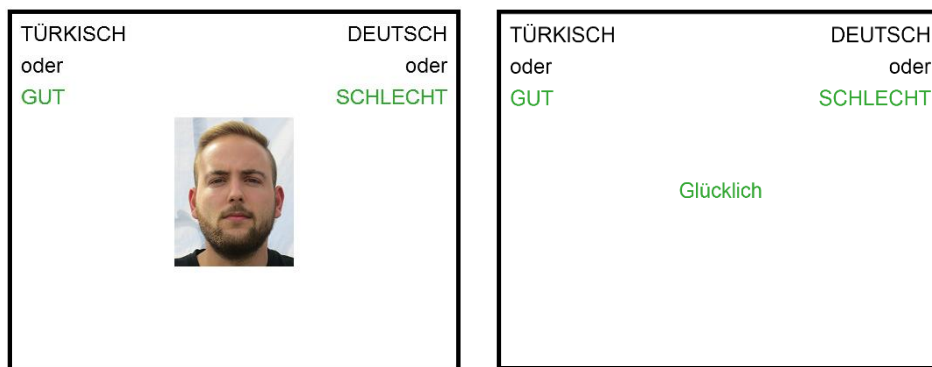 TÜRKISCH
oder
GUT
DEUTSCH
oder
SCHLECHT
TÜRKISCH
oder
GUT
DEUTSCH
oder
SCHLECHT
Glücklich